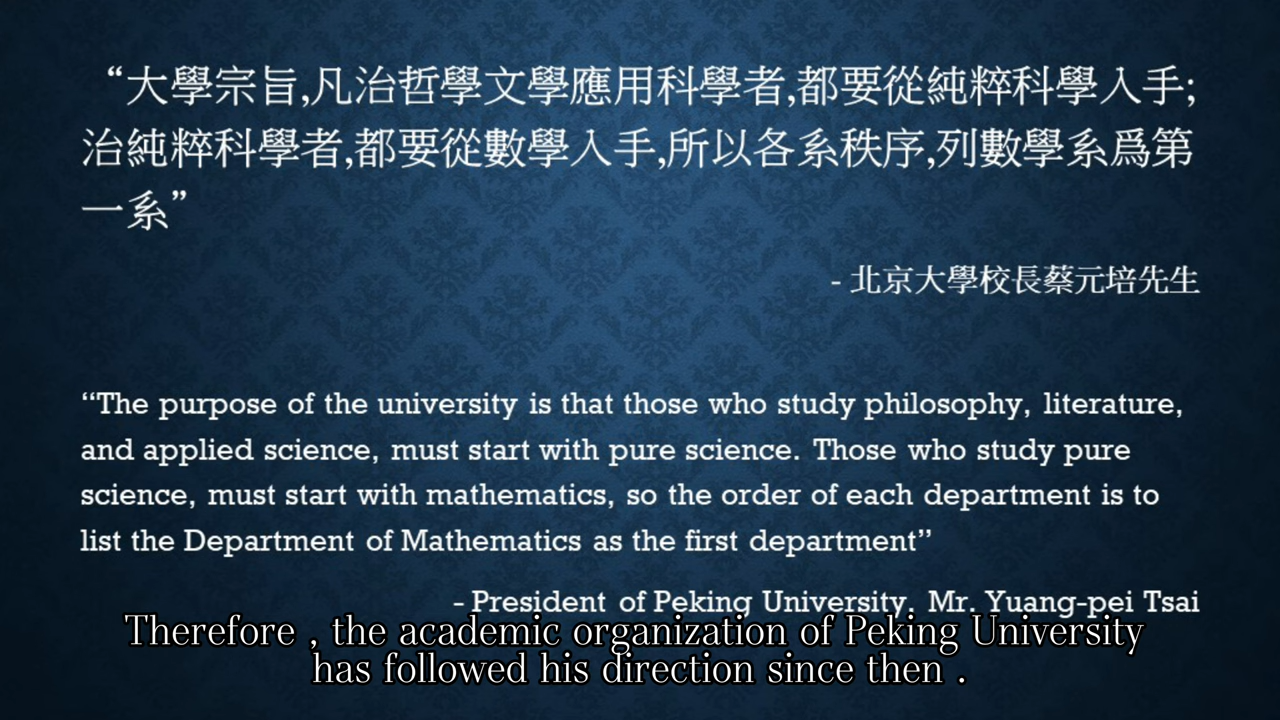 “大學宗旨,凡治哲學文學應用科學者,都要從純粹科學入手;
治純粹科學者,都要從數學入手,所以各系秩序,列數學系爲第
一系”
- 北京大學校長蔡元培先生
“The purpose of the university is that those who study philosophy, literature,
and applied science, must start with pure science. Those who study pure
science, must start with mathematics, so the order of each department is to
list the Department of Mathematics as the first department”
- President of Peking University, Mr. Yuang-pei Tsai
Therefore , the academic organization of Peking University
has followed his direction since then .